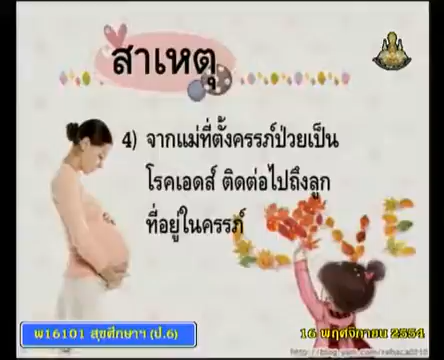 สาเหตุ
4) จากแม่ที่ตั้งครรภ์ป่วยเป็น
โรคเอดส์ ติดต่อไปถึงลูก
ที่อยู่ในครรภ์
พ16101 สุขศึกษาฯ (ป.6)
16 พฤศจิกายน 2554